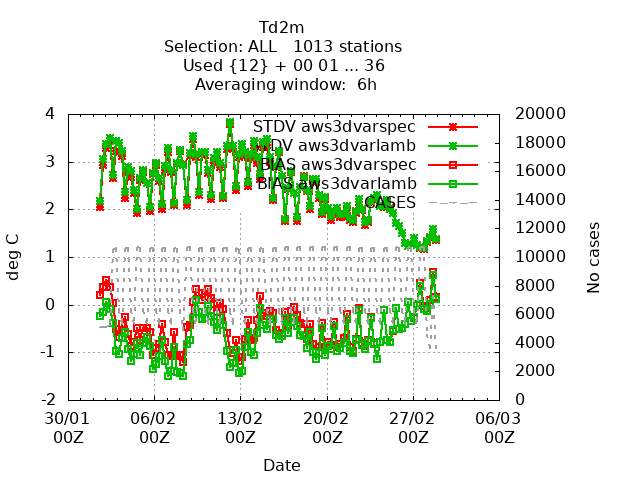 Td2m
Selection: ALL   1013 stations
Used {12} + 00 01 ... 36
Averaging window:  6h
STDV aws3dvarspec
STDV aws3dvarlamb
BIAS aws3dvarspec
BIAS aws3dvarlamb
CASES
4
3
2
1
0
-1
-2
deg C
20000
18000
16000
14000
12000
10000
8000
6000
4000
2000
0
No cases
30/01 06/02 13/02 20/02 27/02 06/03
00Z 00Z 00Z 00Z 00Z 00Z
Date